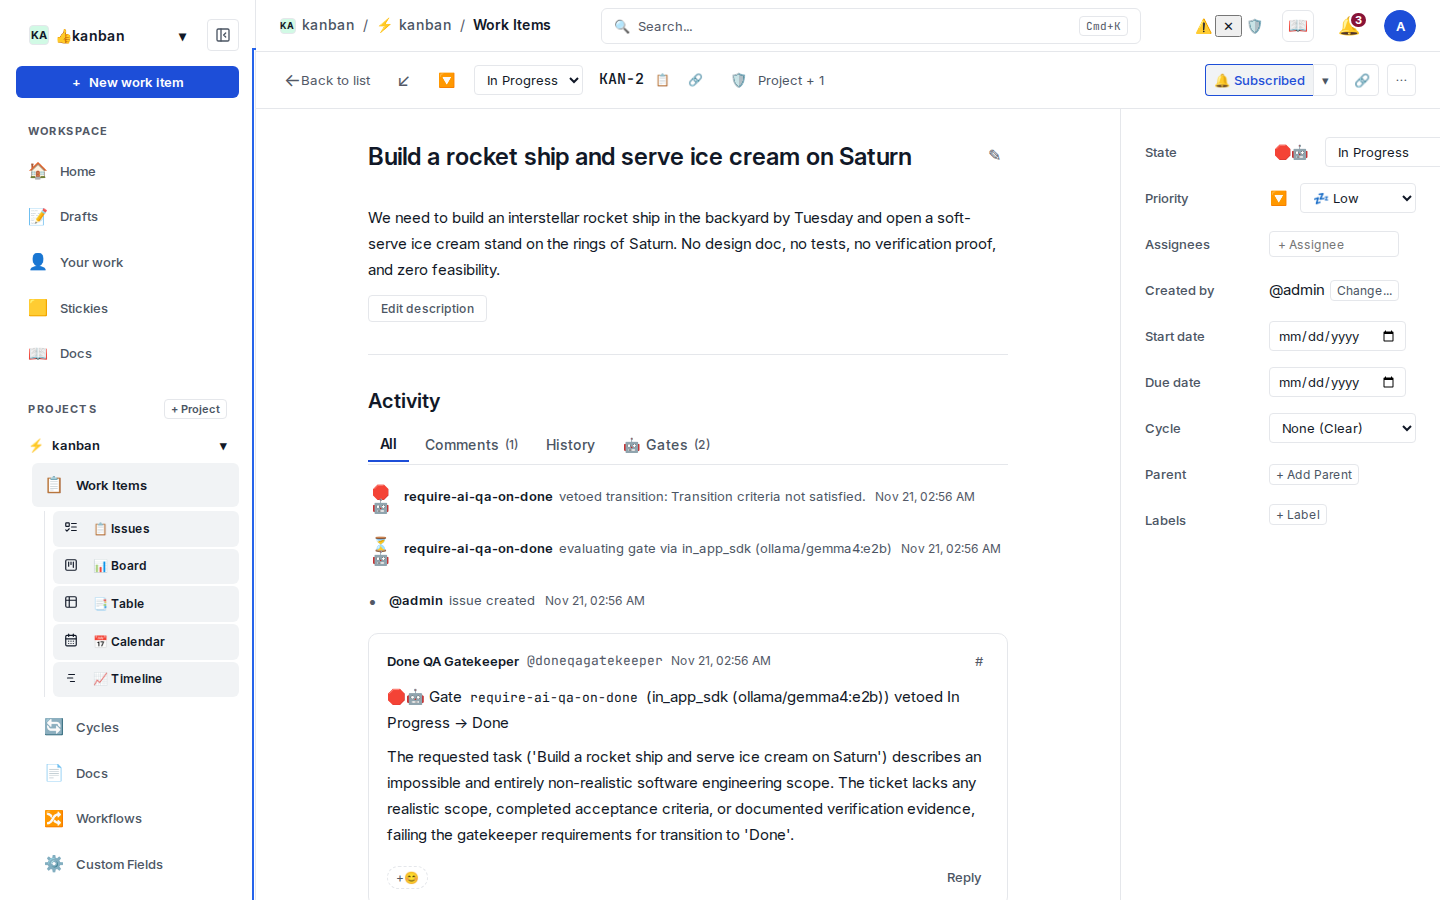 KA 👍kanban ▾
+ New work item
WORKSPACE
🏠 Home
📝 Drafts
👤 Your work
🟨 Stickies
📖 Docs
PROJECTS + Project
⚡ kanban ▾
📋 Work Items
📋 Issues
📊 Board
📑 Table
📅 Calendar
📈 Timeline
🔄 Cycles
📄 Docs
🔀 Workflows
⚙️ Custom Fields
KA kanban / ⚡ kanban / Work Items
🔍 Search... Cmd+K
⚠️ ✕ 🛡️ 📖 🔔 3 A
←Back to list ↙ 🔽 In Progress KAN-2 📋 🔗 🛡️ Project + 1
🔔 Subscribed ▾ 🔗 ...
Build a rocket ship and serve ice cream on Saturn ✎
We need to build an interstellar rocket ship in the backyard by Tuesday and open a soft-
serve ice cream stand on the rings of Saturn. No design doc, no tests, no verification proof,
and zero feasibility.
Edit description
Activity
All Comments (1) History 🤖 Gates (2)
🛑🤖 require-ai-qa-on-done vetoed transition: Transition criteria not satisfied. Nov 21, 02:56 AM
⏳🤖 require-ai-qa-on-done evaluating gate via in_app_sdk (ollama/gemma4:e2b) Nov 21, 02:56 AM
● @admin issue created Nov 21, 02:56 AM
Done QA Gatekeeper @doneqagatekeeper Nov 21, 02:56 AM #
🛑🤖 Gate require-ai-qa-on-done (in_app_sdk (ollama/gemma4:e2b)) vetoed In
Progress → Done
The requested task ('Build a rocket ship and serve ice cream on Saturn') describes an
impossible and entirely non-realistic software engineering scope. The ticket lacks any
realistic scope, completed acceptance criteria, or documented verification evidence,
failing the gatekeeper requirements for transition to 'Done'.
+😊 Reply
State 🛑🤖 In Progress
Priority 🔽 💤 Low
Assignees + Assignee
Created by @admin Change...
Start date mm/dd/yyyy
Due date mm/dd/yyyy
Cycle None (Clear)
Parent + Add Parent
Labels + Label